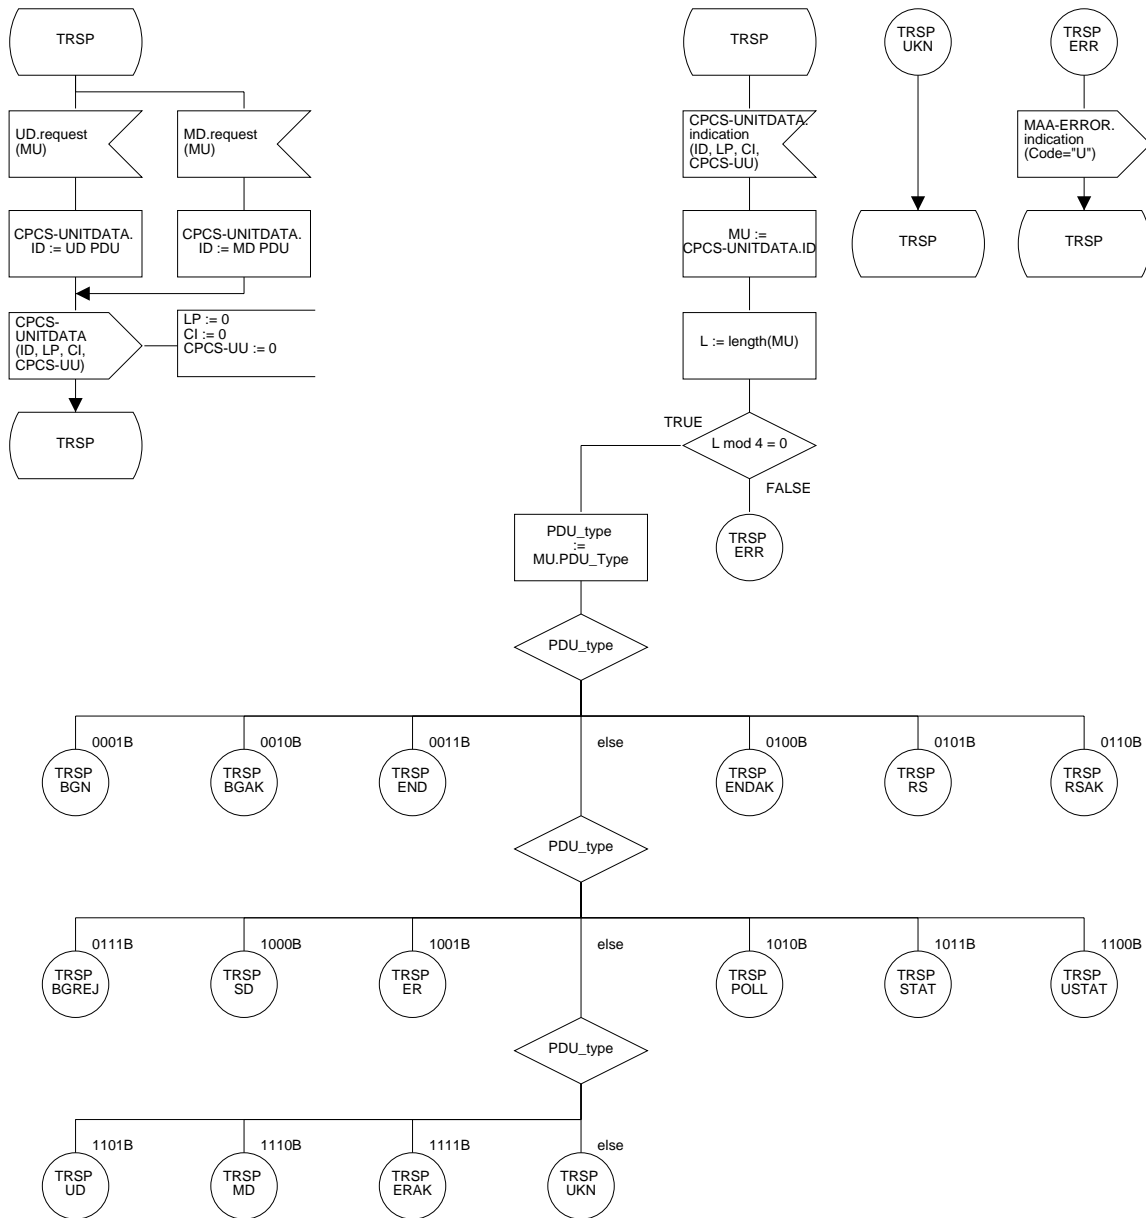 TRSP
UD.request
(MU)
MD.request
(MU)
CPCS-UNITDATA.
ID := UD PDU
CPCS-UNITDATA.
ID := MD PDU
CPCS-
UNITDATA
(ID, LP, CI,
CPCS-UU)
LP := 0
CI := 0
CPCS-UU := 0
TRSP
TRSP
CPCS-UNITDATA.
indication
(ID, LP, CI,
CPCS-UU)
MU :=
CPCS-UNITDATA.ID
L := length(MU)
TRUE
L mod 4 = 0
FALSE
TRSP
ERR
TRSP
UKN
TRSP
TRSP
ERR
MAA-ERROR.
indication
(Code="U")
TRSP
PDU_type
:=
MU.PDU_Type
PDU_type
0001B
TRSP
BGN
0010B
TRSP
BGAK
0011B
TRSP
END
else
0100B
TRSP
ENDAK
0101B
TRSP
RS
0110B
TRSP
RSAK
PDU_type
0111B
TRSP
BGREJ
1000B
TRSP
SD
1001B
TRSP
ER
else
1010B
TRSP
POLL
1011B
TRSP
STAT
1100B
TRSP
USTAT
PDU_type
1101B
TRSP
UD
1110B
TRSP
MD
1111B
TRSP
ERAK
else
TRSP
UKN